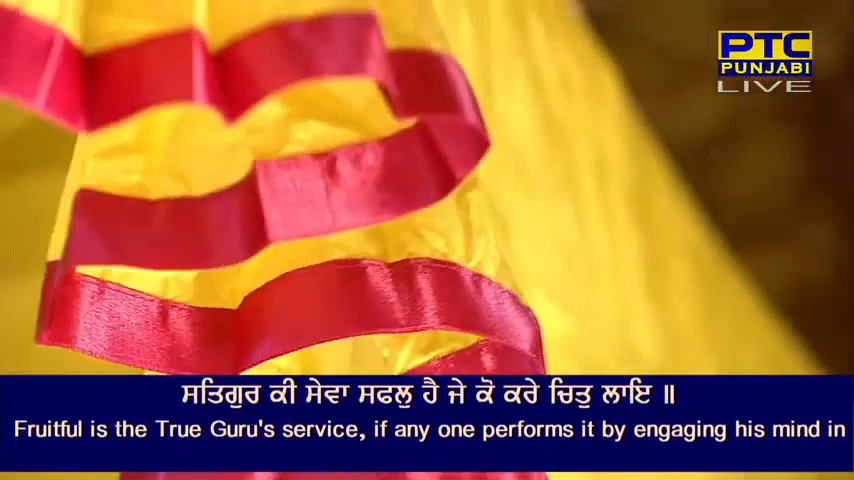 PTC
PUNJABI
LIVE
ਸਤਿਗੁਰ ਕੀ ਸੇਵਾ ਸਫਲੁ ਹੈ ਜੇ ਕੋ ਕਰੇ ਚਿਤੁ ਲਾਇ ॥
Fruitful is the True Guru's service, if any one performs it by engaging his mind in